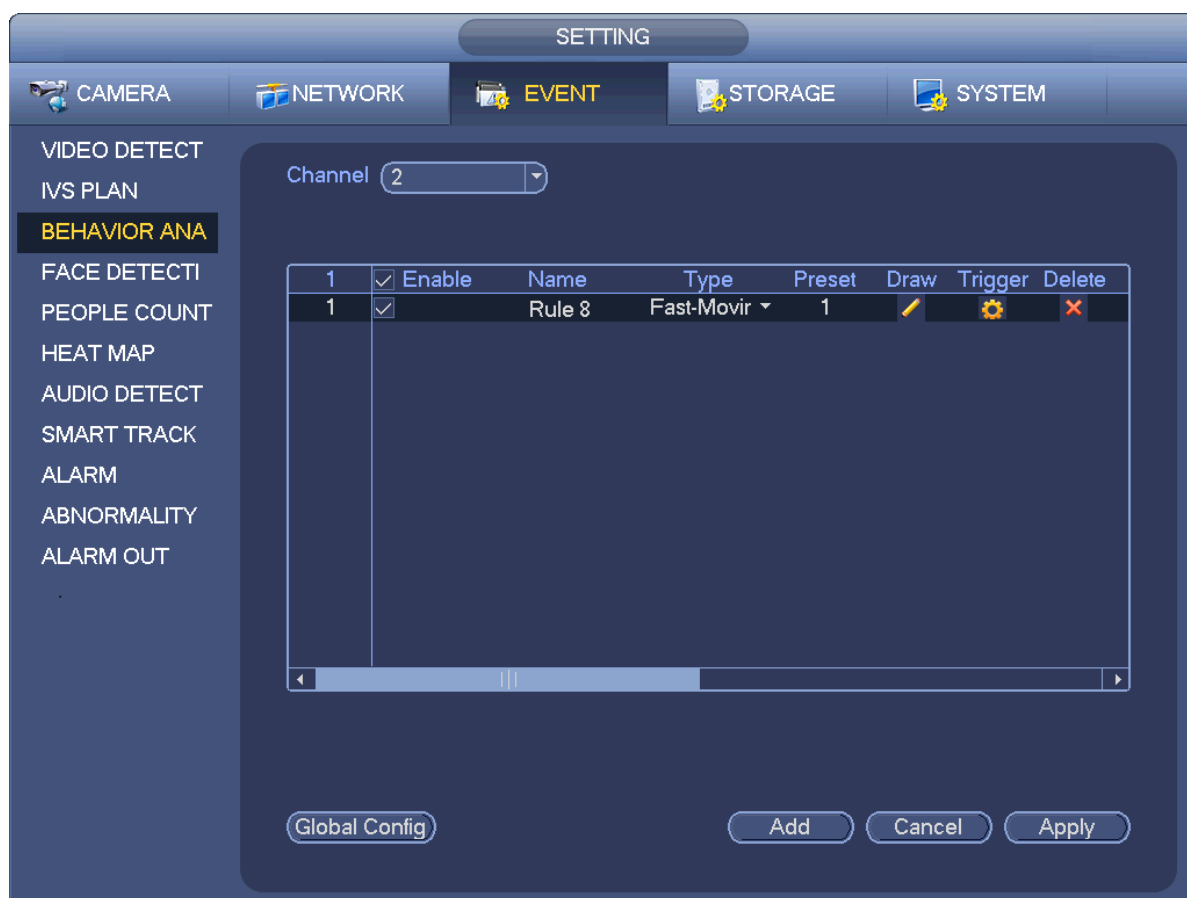 SETTING
CAMERA NETWORK EVENT STORAGE SYSTEM
VIDEO DETECT
IVS PLAN
BEHAVIOR ANA
FACE DETECTI
PEOPLE COUNT
HEAT MAP
AUDIO DETECT
SMART TRACK
ALARM
ABNORMALITY
ALARM OUT
Channel 2
1 Enable Name Type Preset Draw Trigger Delete
1 Rule 8 Fast-Movir 1
Global Config Add Cancel Apply